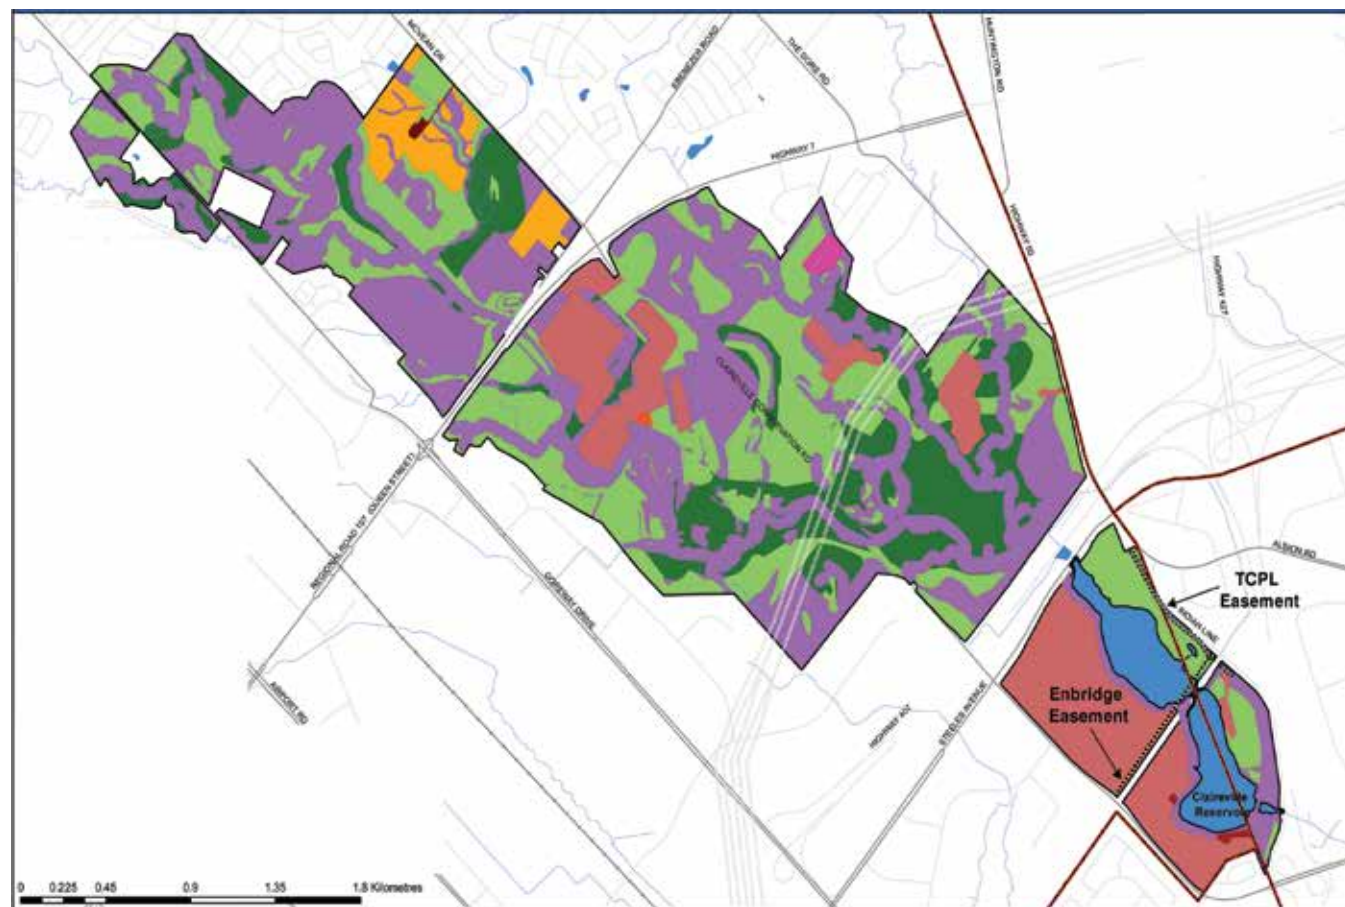 MCVEAN DR
EBENEZER ROAD
THE GORE RD
HUNTINGTON RD
HIGHWAY 7
HIGHWAY 50
HIGHWAY 427
CLAIREVILLE CONSERVATION RD
REGIONAL ROAD 107 (QUEEN STREET)
GOREWAY DRIVE
AIRPORT RD
ALBION RD
TCPL
Easement
INDIAN LINE
Enbridge
Easement
STEELES AVENUE
HIGHWAY 407
Claireville
Reservoir
0 0.225 0.45 0.9 1.35 1.8 Kilometres